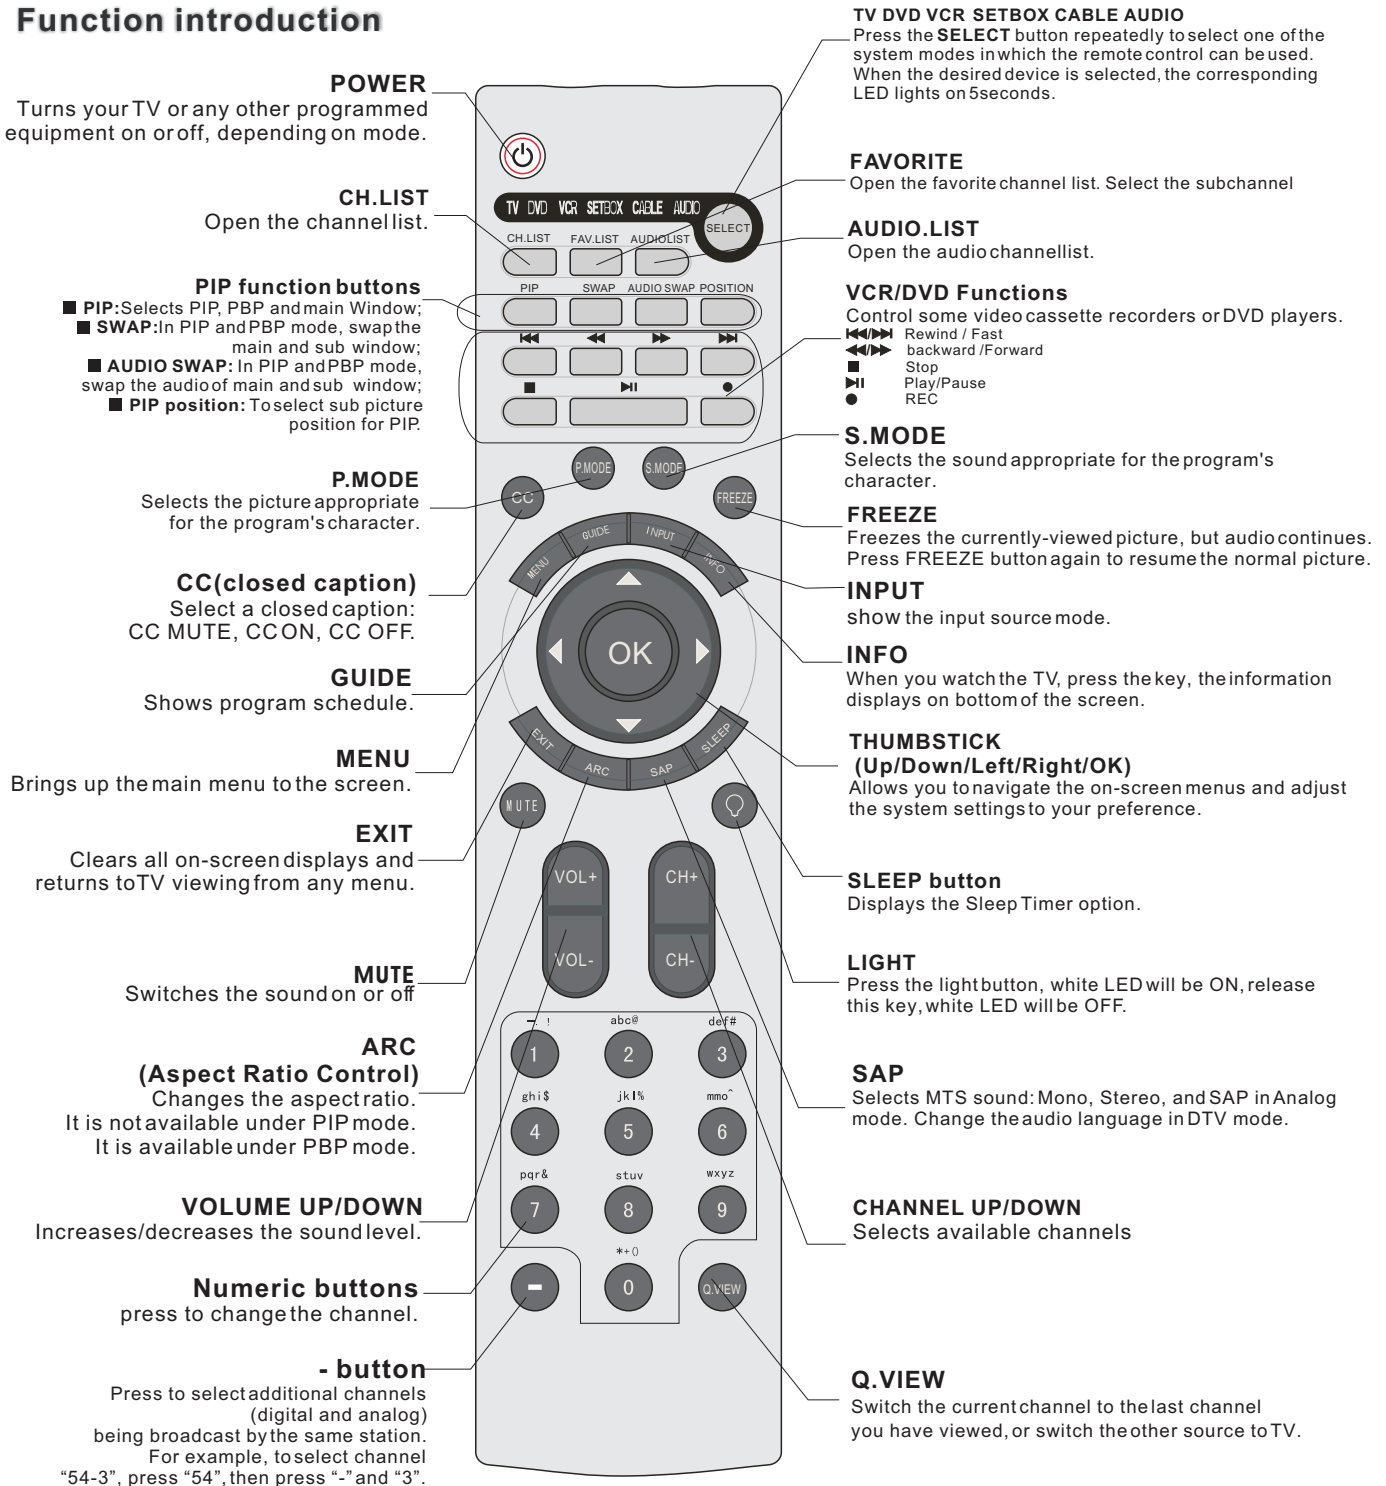 Function introduction
POWER
Turns your TV or any other programmed
equipment on or off, depending on mode.
CH.LIST
Open the channel list.
PIP function buttons
■ PIP:Selects PIP, PBP and main Window;
■ SWAP:In PIP and PBP mode, swap the
main and sub window;
■ AUDIO SWAP: In PIP and PBP mode,
swap the audio of main and sub window;
■ PIP position: To select sub picture
position for PIP.
P.MODE
Selects the picture appropriate
for the program's character.
CC(closed caption)
Select a closed caption:
CC MUTE, CC ON, CC OFF.
GUIDE
Shows program schedule.
MENU
Brings up the main menu to the screen.
EXIT
Clears all on-screen displays and
returns to TV viewing from any menu.
MUTE
Switches the sound on or off
ARC
(Aspect Ratio Control)
Changes the aspect ratio.
It is not available under PIP mode.
It is available under PBP mode.
VOLUME UP/DOWN
Increases/decreases the sound level.
Numeric buttons
press to change the channel.
- button
Press to select additional channels
(digital and analog)
being broadcast by the same station.
For example, to select channel
“54-3”, press “54”, then press “-” and “3”.
TV DVD VCR SETBOX CABLE AUDIO
SELECT
CH.LIST FAV.LIST AUDIOLIST
PIP SWAP AUDIO SWAP POSITION
P.MODE S.MODE
CC FREEZE
MENU GUIDE INPUT INFO
OK
EXIT ARC SAP SLEEP
MUTE
VOL+ CH+
VOL- CH-
-. ! abc@ def#
1 2 3
ghi$ jkl% mmo^
4 5 6
pqr& stuv wxyz
7 8 9
*+()
- 0 Q.VIEW
TV DVD VCR SETBOX CABLE AUDIO
Press the SELECT button repeatedly to select one of the
system modes in which the remote control can be used.
When the desired device is selected, the corresponding
LED lights on 5seconds.
FAVORITE
Open the favorite channel list. Select the subchannel
AUDIO.LIST
Open the audio channellist.
VCR/DVD Functions
Control some video cassette recorders or DVD players.
Rewind / Fast
backward /Forward
Stop
Play/Pause
REC
S.MODE
Selects the sound appropriate for the program's
character.
FREEZE
Freezes the currently-viewed picture, but audio continues.
Press FREEZE button again to resume the normal picture.
INPUT
show the input source mode.
INFO
When you watch the TV, press the key, the information
displays on bottom of the screen.
THUMBSTICK
(Up/Down/Left/Right/OK)
Allows you to navigate the on-screen menus and adjust
the system settings to your preference.
SLEEP button
Displays the Sleep Timer option.
LIGHT
Press the light button, white LED will be ON, release
this key, white LED will be OFF.
SAP
Selects MTS sound: Mono, Stereo, and SAP in Analog
mode. Change the audio language in DTV mode.
CHANNEL UP/DOWN
Selects available channels
Q.VIEW
Switch the current channel to the last channel
you have viewed, or switch the other source to TV.